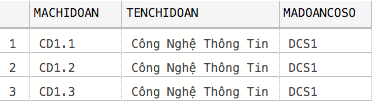 MACHIDOAN TENCHIDOAN MADOANCOSO
1 CD1.1 Công Nghệ Thông Tin DCS1
2 CD1.2 Công Nghệ Thông Tin DCS1
3 CD1.3 Công Nghệ Thông Tin DCS1